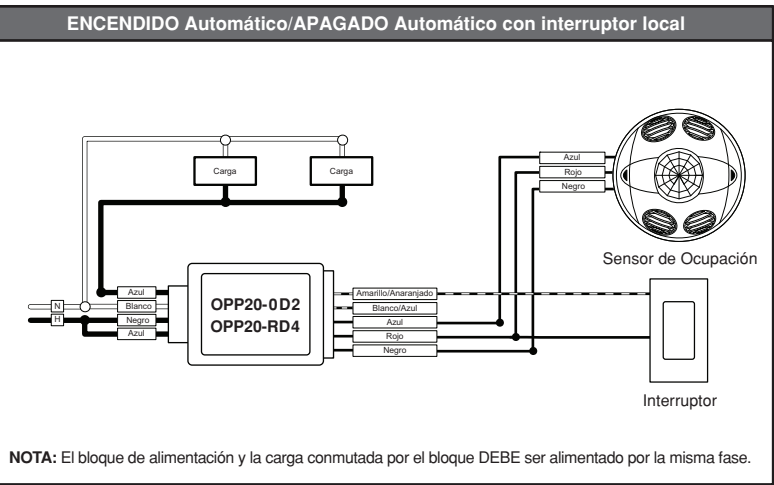 ENCENDIDO Automático/APAGADO Automático con interruptor local
Carga
Carga
Azul
Rojo
Negro
Sensor de Ocupación
Azul
N
Blanco
H
Negro
Azul
OPP20-0D2
OPP20-RD4
Amarillo/Anaranjado
Blanco/Azul
Azul
Rojo
Negro
Interruptor
NOTA: El bloque de alimentación y la carga conmutada por el bloque DEBE ser alimentado por la misma fase.